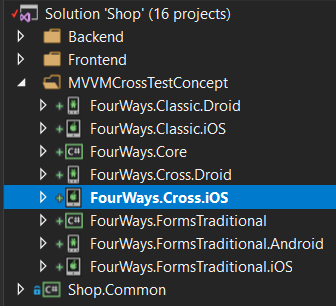 Solution 'Shop' (16 projects)
Backend
Frontend
MVVMCrossTestConcept
FourWays.Classic.Droid
FourWays.Classic.iOS
C# FourWays.Core
FourWays.Cross.Droid
FourWays.Cross.iOS
C# FourWays.FormsTraditional
FourWays.FormsTraditional.Android
FourWays.FormsTraditional.iOS
C# Shop.Common